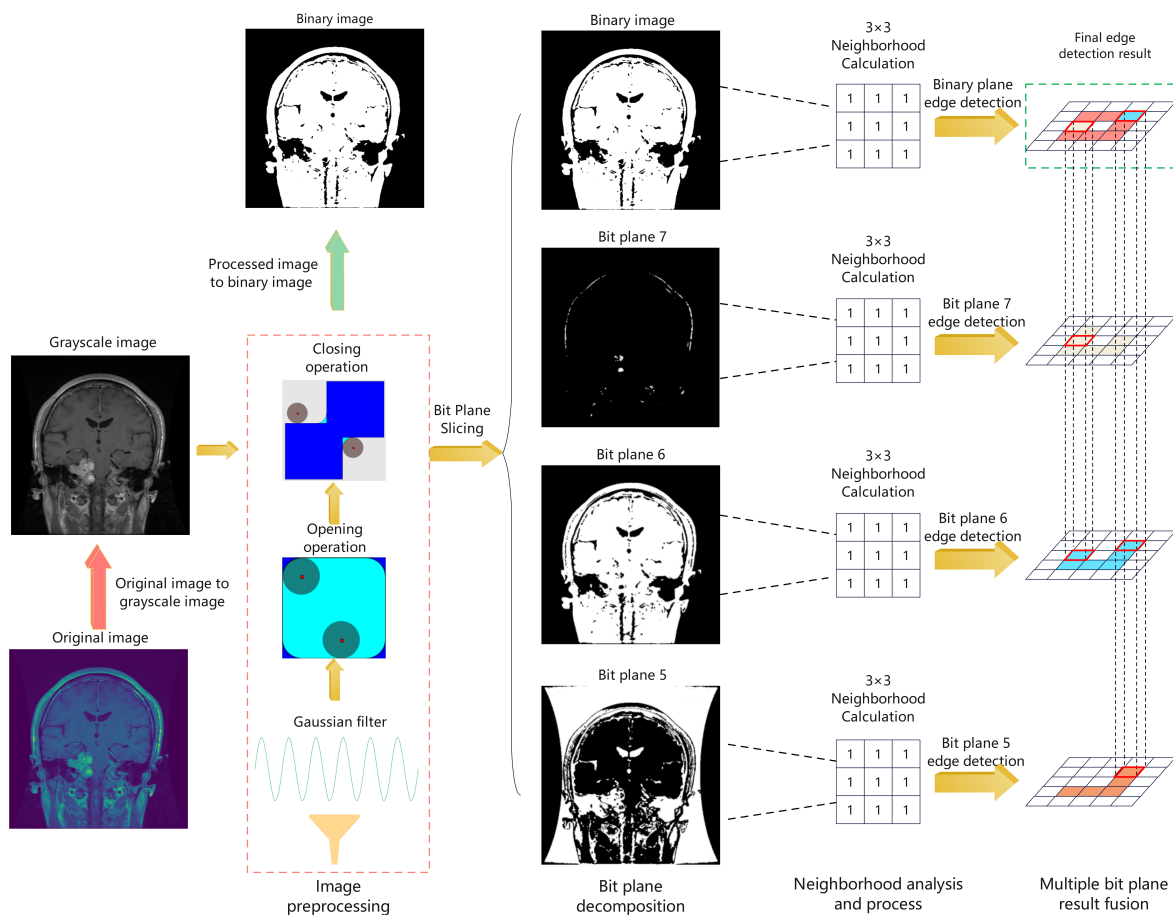 Original image
Original image to
grayscale image
Grayscale image
Gaussian filter
Opening
operation
Closing
operation
Image
preprocessing
Processed image
to binary image
Binary image
Bit Plane
Slicing
Binary image
Bit plane 7
Bit plane 6
Bit plane 5
Bit plane
decomposition
3×3
Neighborhood
Calculation
1 1 1
1 1 1
1 1 1
Binary plane
edge detection
3×3
Neighborhood
Calculation
1 1 1
1 1 1
1 1 1
Bit plane 7
edge detection
3×3
Neighborhood
Calculation
1 1 1
1 1 1
1 1 1
Bit plane 6
edge detection
3×3
Neighborhood
Calculation
1 1 1
1 1 1
1 1 1
Bit plane 5
edge detection
Neighborhood analysis
and process
Final edge
detection result
Multiple bit plane
result fusion